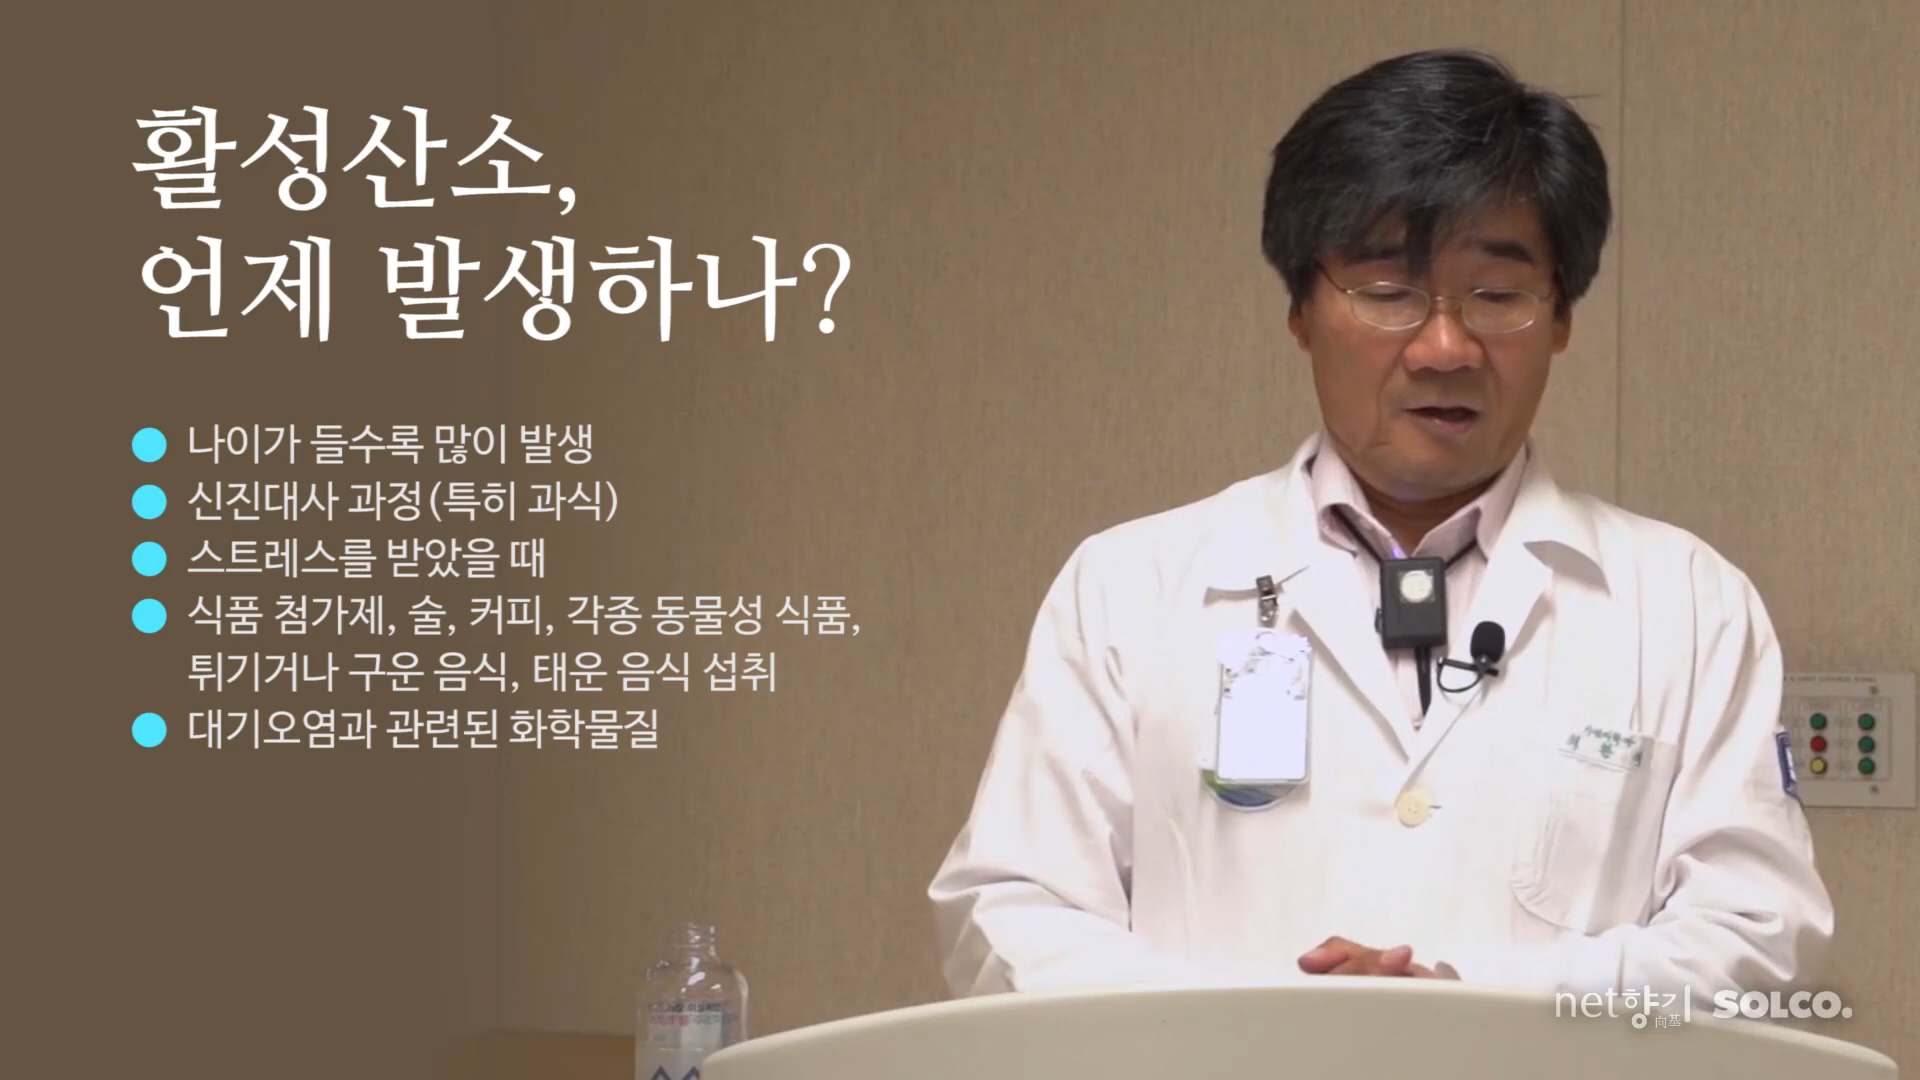 활성산소,
언제 발생하나?
나이가 들수록 많이 발생
신진대사 과정(특히 과식)
스트레스를 받았을 때
식품 첨가제, 술, 커피, 각종 동물성 식품,
튀기거나 구운 음식, 태운 음식 섭취
대기오염과 관련된 화학물질
net향기 向基 SOLCO.